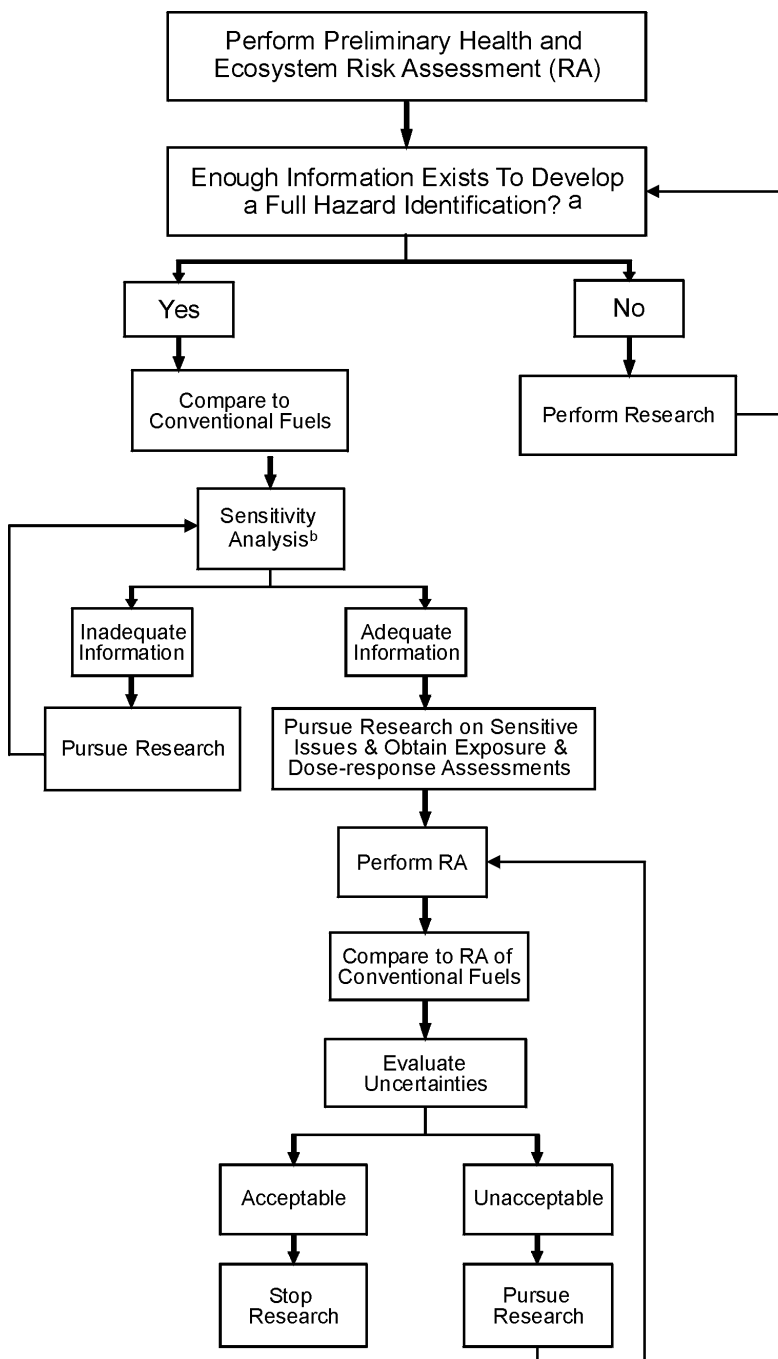 Perform Preliminary Health and
Ecosystem Risk Assessment (RA)
Enough Information Exists To Develop
a Full Hazard Identification? a
Yes
No
Compare to
Conventional Fuels
Perform Research
Sensitivity
Analysisb
Inadequate
Information
Adequate
Information
Pursue Research
Pursue Research on Sensitive
Issues & Obtain Exposure &
Dose-response Assessments
Perform RA
Compare to RA of
Conventional Fuels
Evaluate
Uncertainties
Acceptable
Unacceptable
Stop
Research
Pursue
Research